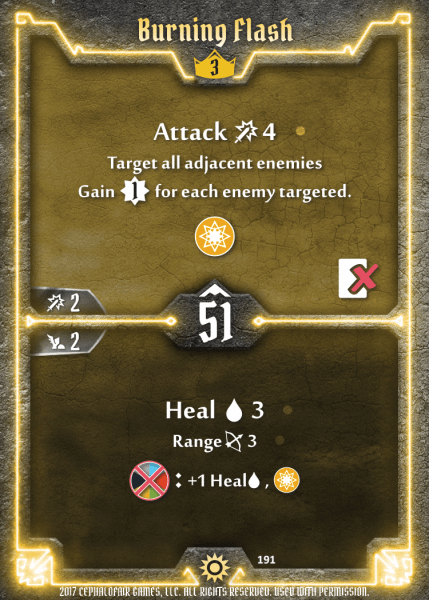 Burning Flash
3
Attack 4
Target all adjacent enemies
Gain 1 for each enemy targeted.
2
51
2
Heal 3
Range 3
: +1 Heal ,
191
2017 CEPHALOFAIR GAMES, LLC. ALL RIGHTS RESERVED. USED WITH PERMISSION.